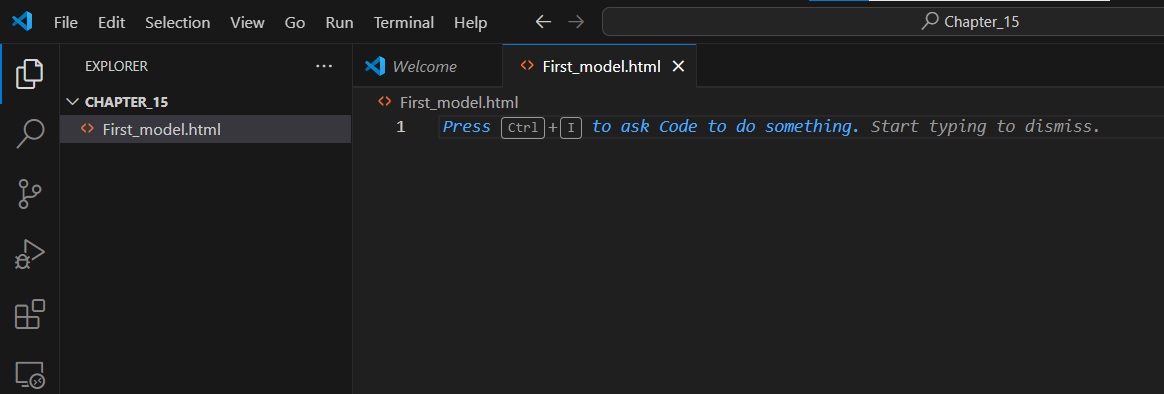 File Edit Selection View Go Run Terminal Help Chapter_15
EXPLORER
Welcome First_model.html
CHAPTER_15
First_model.html
First_model.html
1 Press Ctrl + I to ask Code to do something. Start typing to dismiss.